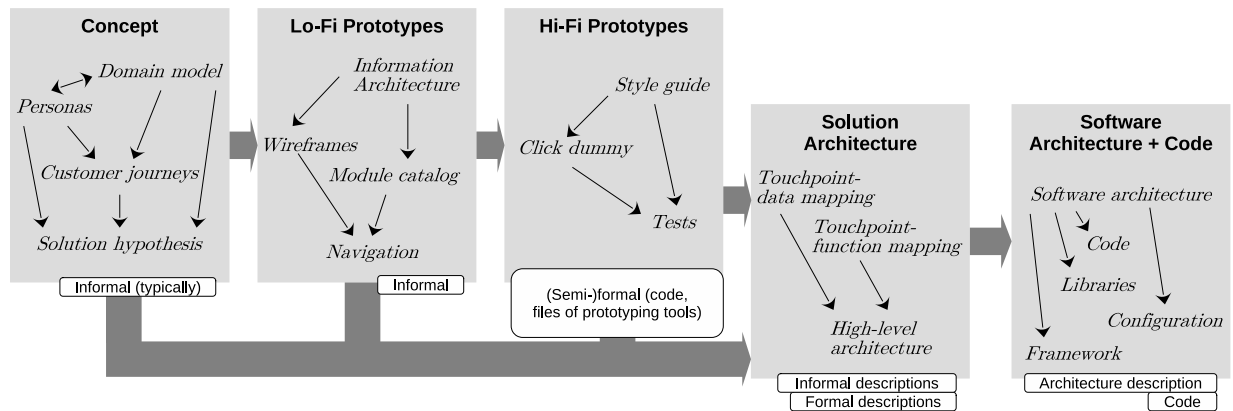 Concept
Domain model
Personas
Customer journeys
Solution hypothesis
Informal (typically)
Lo-Fi Prototypes
Information
Architecture
Wireframes
Module catalog
Navigation
Informal
Hi-Fi Prototypes
Style guide
Click dummy
Tests
(Semi-)formal (code,
files of prototyping tools)
Solution
Architecture
Touchpoint-
data mapping
Touchpoint-
function mapping
High-level
architecture
Informal descriptions
Formal descriptions
Software
Architecture + Code
Software architecture
Code
Libraries
Configuration
Framework
Architecture description
Code